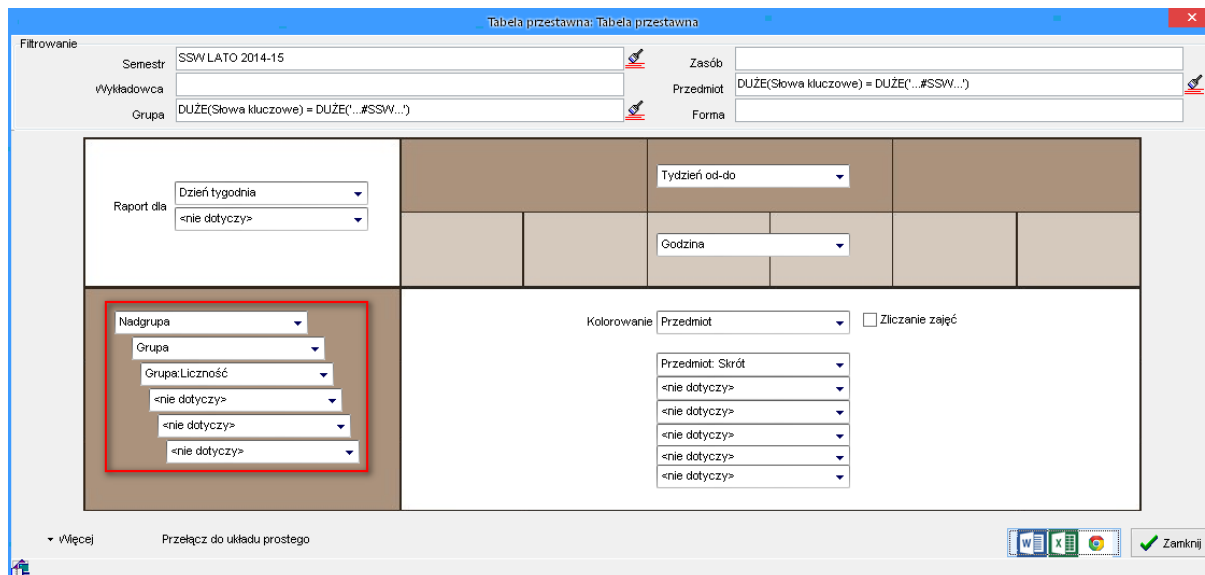 Tabela przestawna: Tabela przestawna
Filtrowanie
Semestr SSW LATO 2014-15
Zasób
Wykładowca
Przedmiot DUŻE(Słowa kluczowe) = DUŻE('...#SSW...')
Grupa DUŻE(Słowa kluczowe) = DUŻE('...#SSW...')
Forma
Raport dla
Dzień tygodnia
<nie dotyczy>
Tydzień od-do
Godzina
Nadgrupa
Grupa
Grupa:Liczność
<nie dotyczy>
<nie dotyczy>
<nie dotyczy>
Kolorowanie Przedmiot
Zliczanie zajęć
Przedmiot: Skrót
<nie dotyczy>
<nie dotyczy>
<nie dotyczy>
<nie dotyczy>
<nie dotyczy>
Więcej
Przełącz do układu prostego
Zamknij